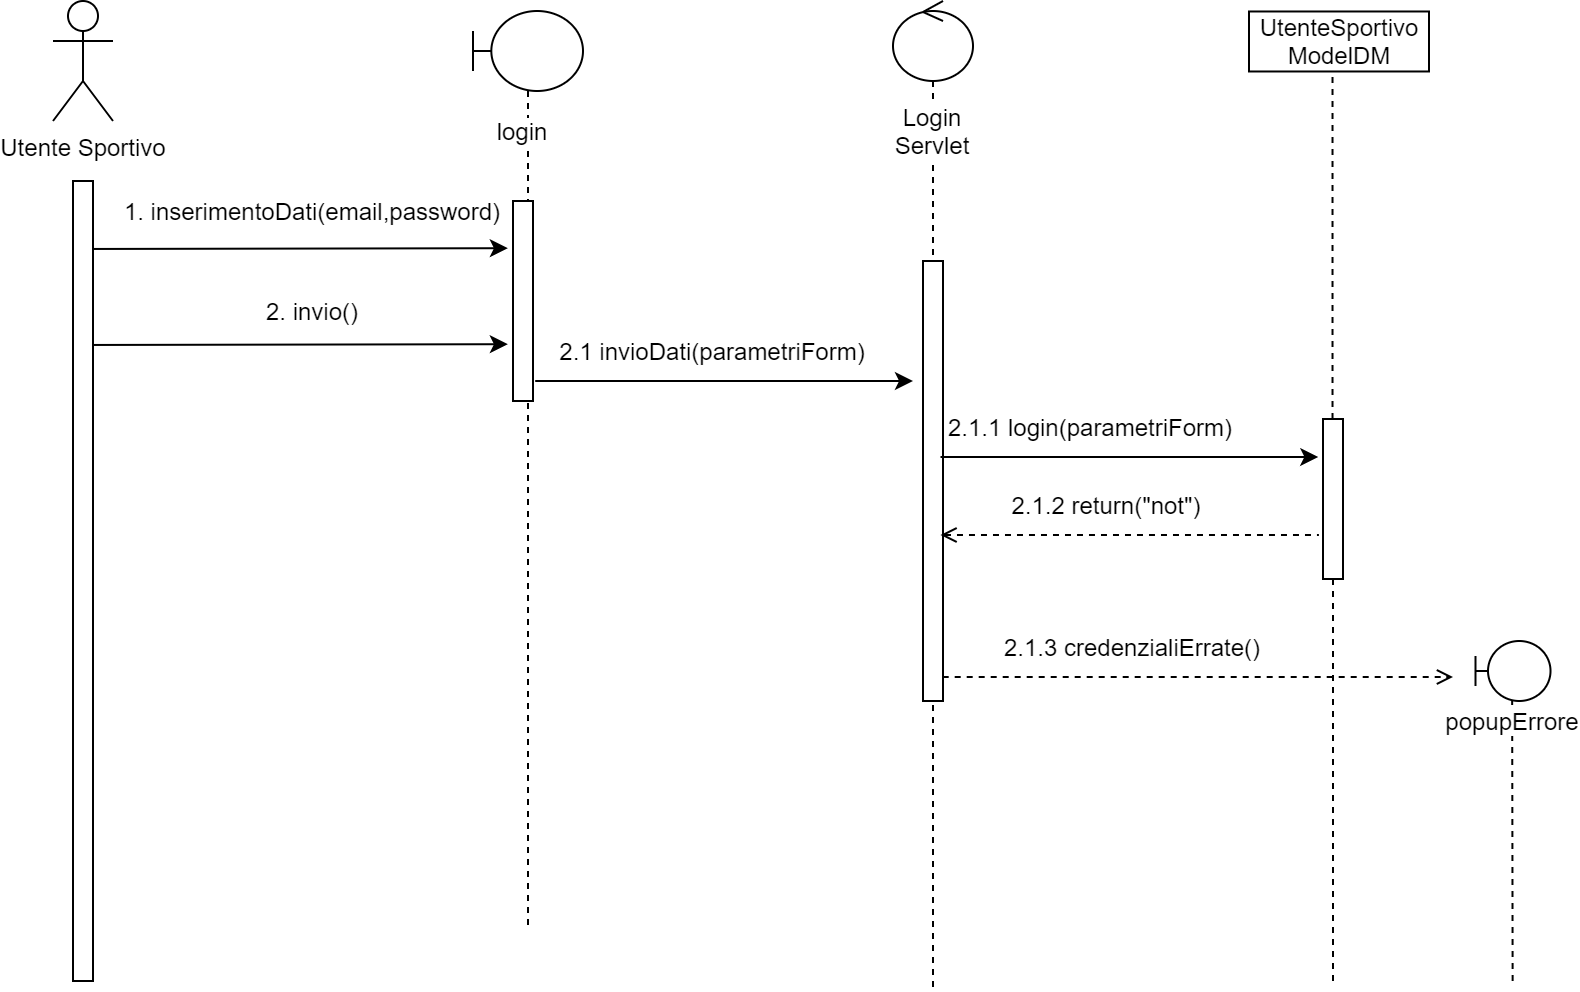 UtenteSportivo
ModelDM
login
Login
Servlet
Utente Sportivo
1. inserimentoDati(email,password)
2. invio()
2.1 invioDati(parametriForm)
2.1.1 login(parametriForm)
2.1.2 return("not")
2.1.3 credenzialiErrate()
popupErrore